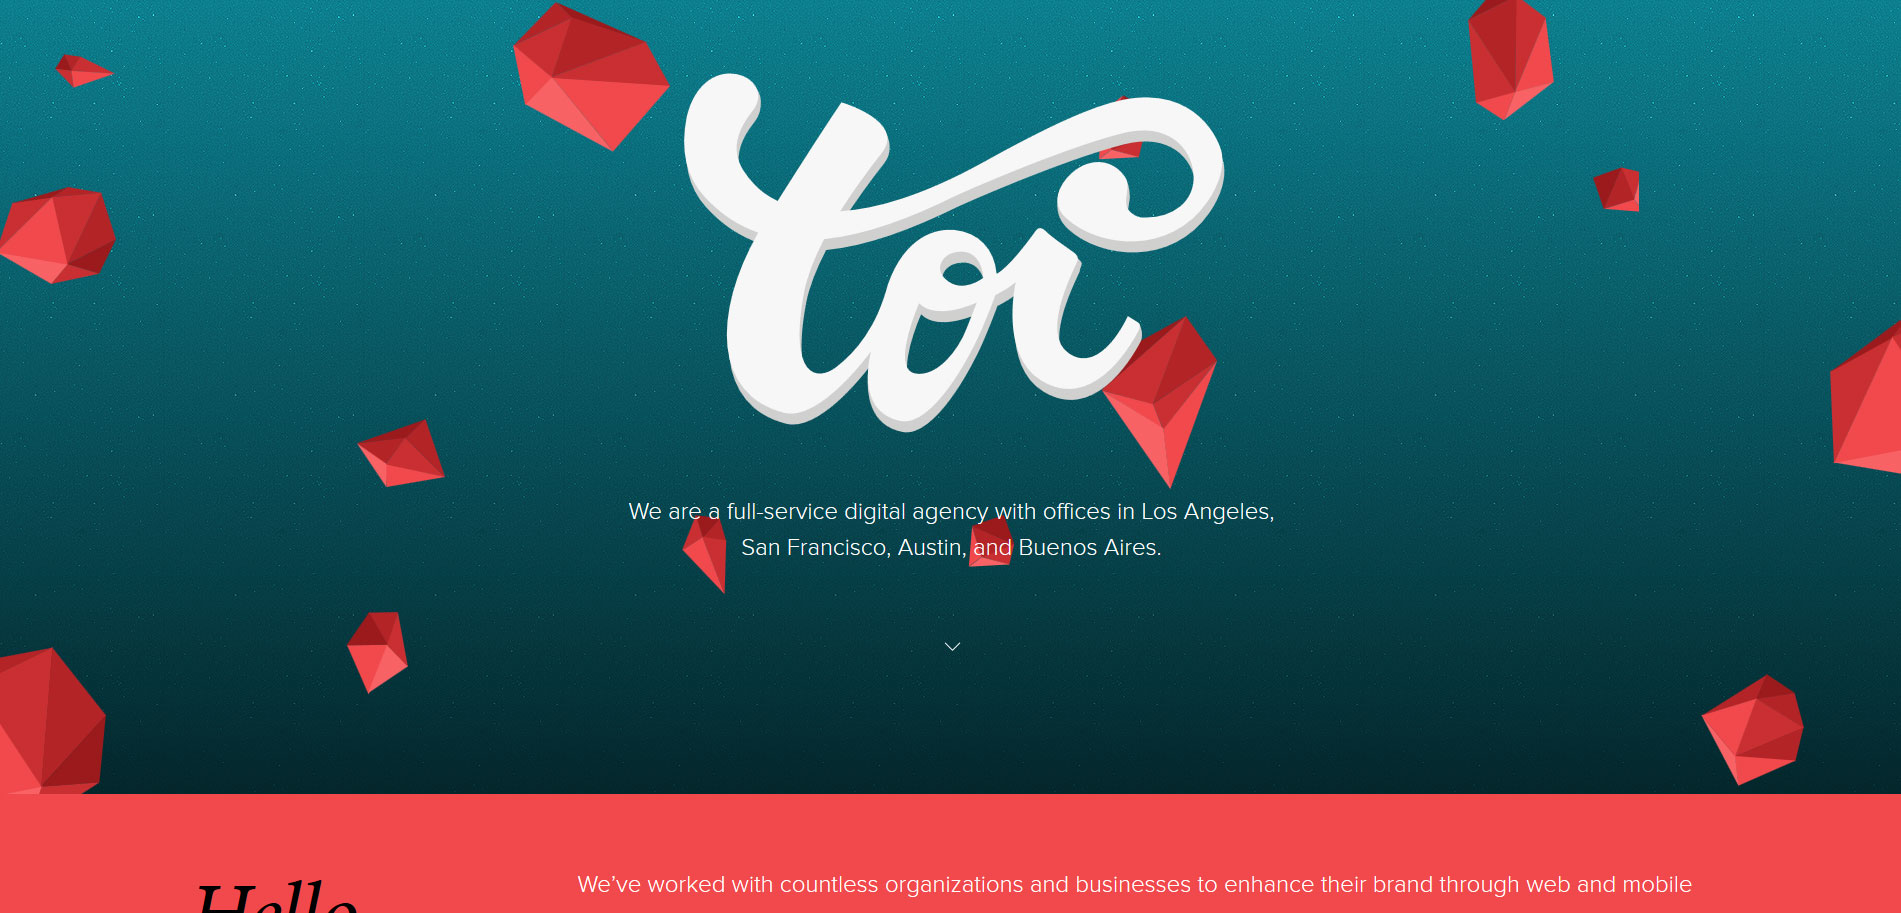 tor
We are a full-service digital agency with offices in Los Angeles,
San Francisco, Austin, and Buenos Aires.
Hello
We’ve worked with countless organizations and businesses to enhance their brand through web and mobile